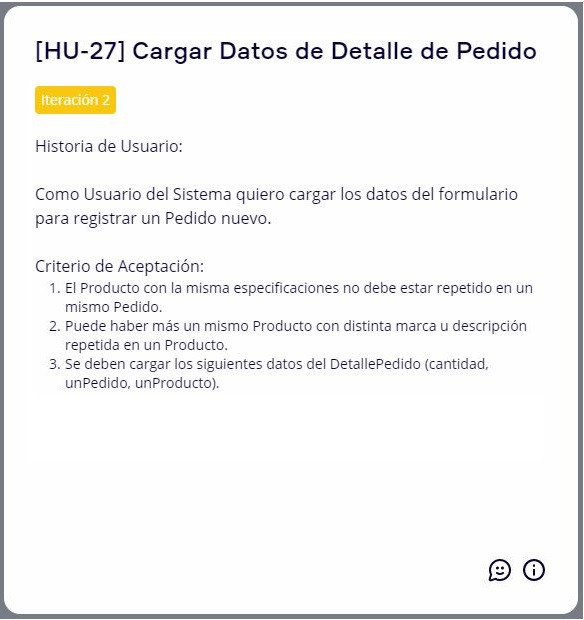 [HU-27] Cargar Datos de Detalle de Pedido
Iteración 2
Historia de Usuario:
Como Usuario del Sistema quiero cargar los datos del formulario
para registrar un Pedido nuevo.
Criterio de Aceptación:
1. El Producto con la misma especificaciones no debe estar repetido en un
mismo Pedido.
2. Puede haber más un mismo Producto con distinta marca u descripción
repetida en un Producto.
3. Se deben cargar los siguientes datos del DetallePedido (cantidad,
unPedido, unProducto).